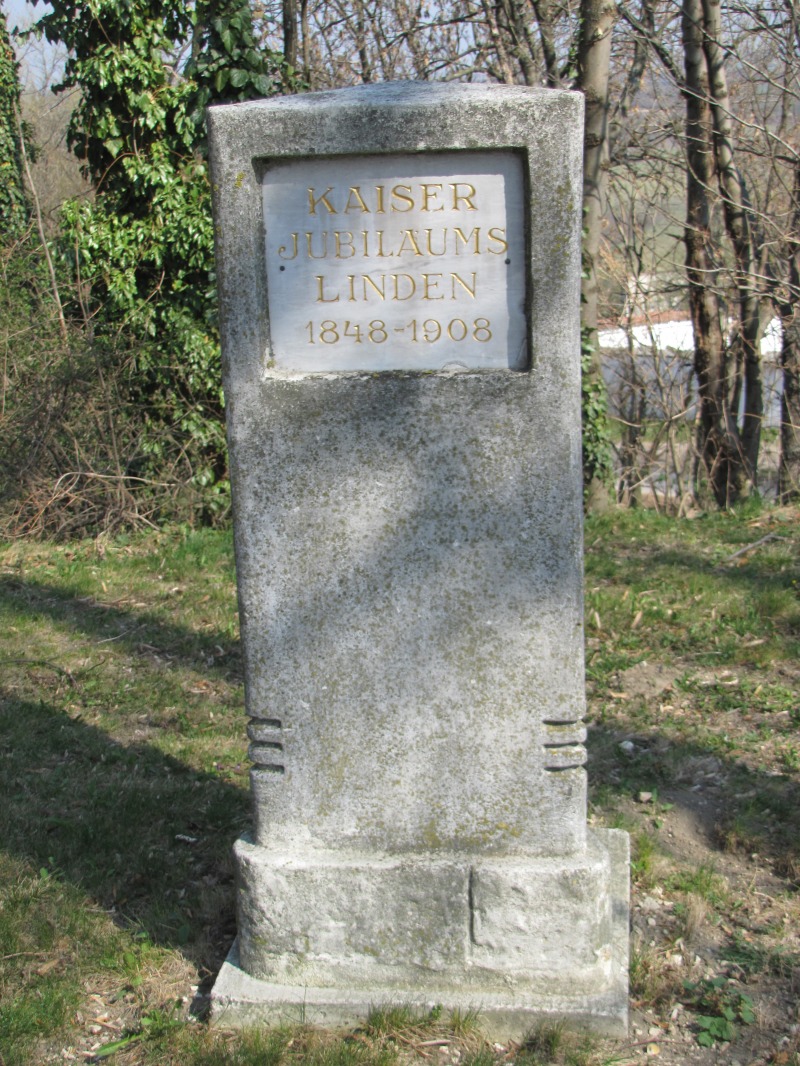 KAISER
JUBILÄUMS
LINDEN
1848-1908